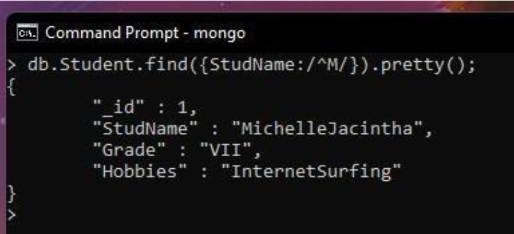 Command Prompt - mongo
> db.Student.find({StudName:/^M/}).pretty();
{
        "_id" : 1,
        "StudName" : "MichelleJacintha",
        "Grade" : "VII",
        "Hobbies" : "InternetSurfing"
}
>